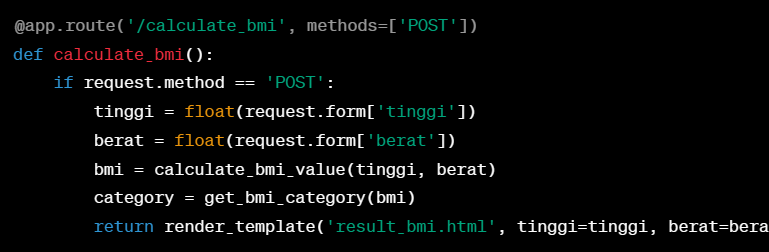 @app.route('/calculate_bmi', methods=['POST'])
def calculate_bmi():
    if request.method == 'POST':
        tinggi = float(request.form['tinggi'])
        berat = float(request.form['berat'])
        bmi = calculate_bmi_value(tinggi, berat)
        category = get_bmi_category(bmi)
        return render_template('result_bmi.html', tinggi=tinggi, berat=bera